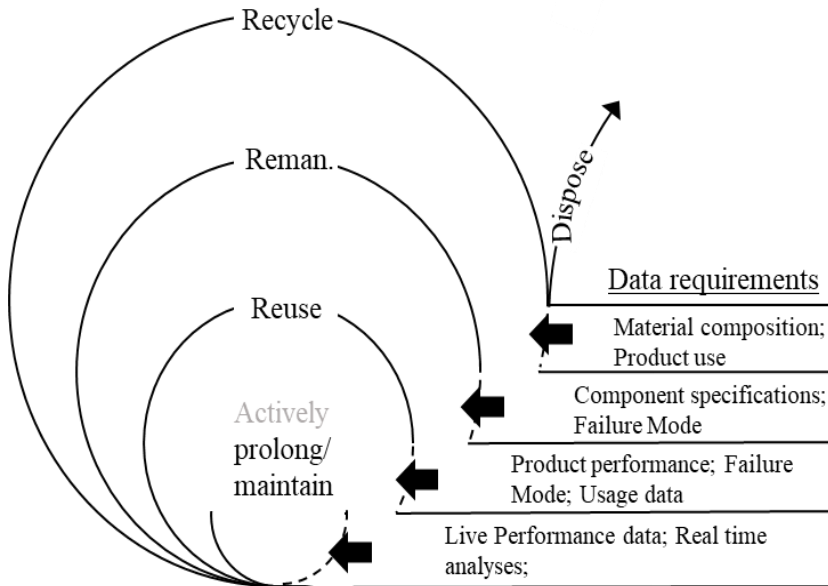 Recycle
Reman.
Dispose
Data requirements
Reuse
Material composition;
Product use
Actively
prolong/
maintain
Component specifications;
Failure Mode
Product performance; Failure
Mode; Usage data
Live Performance data; Real time
analyses;